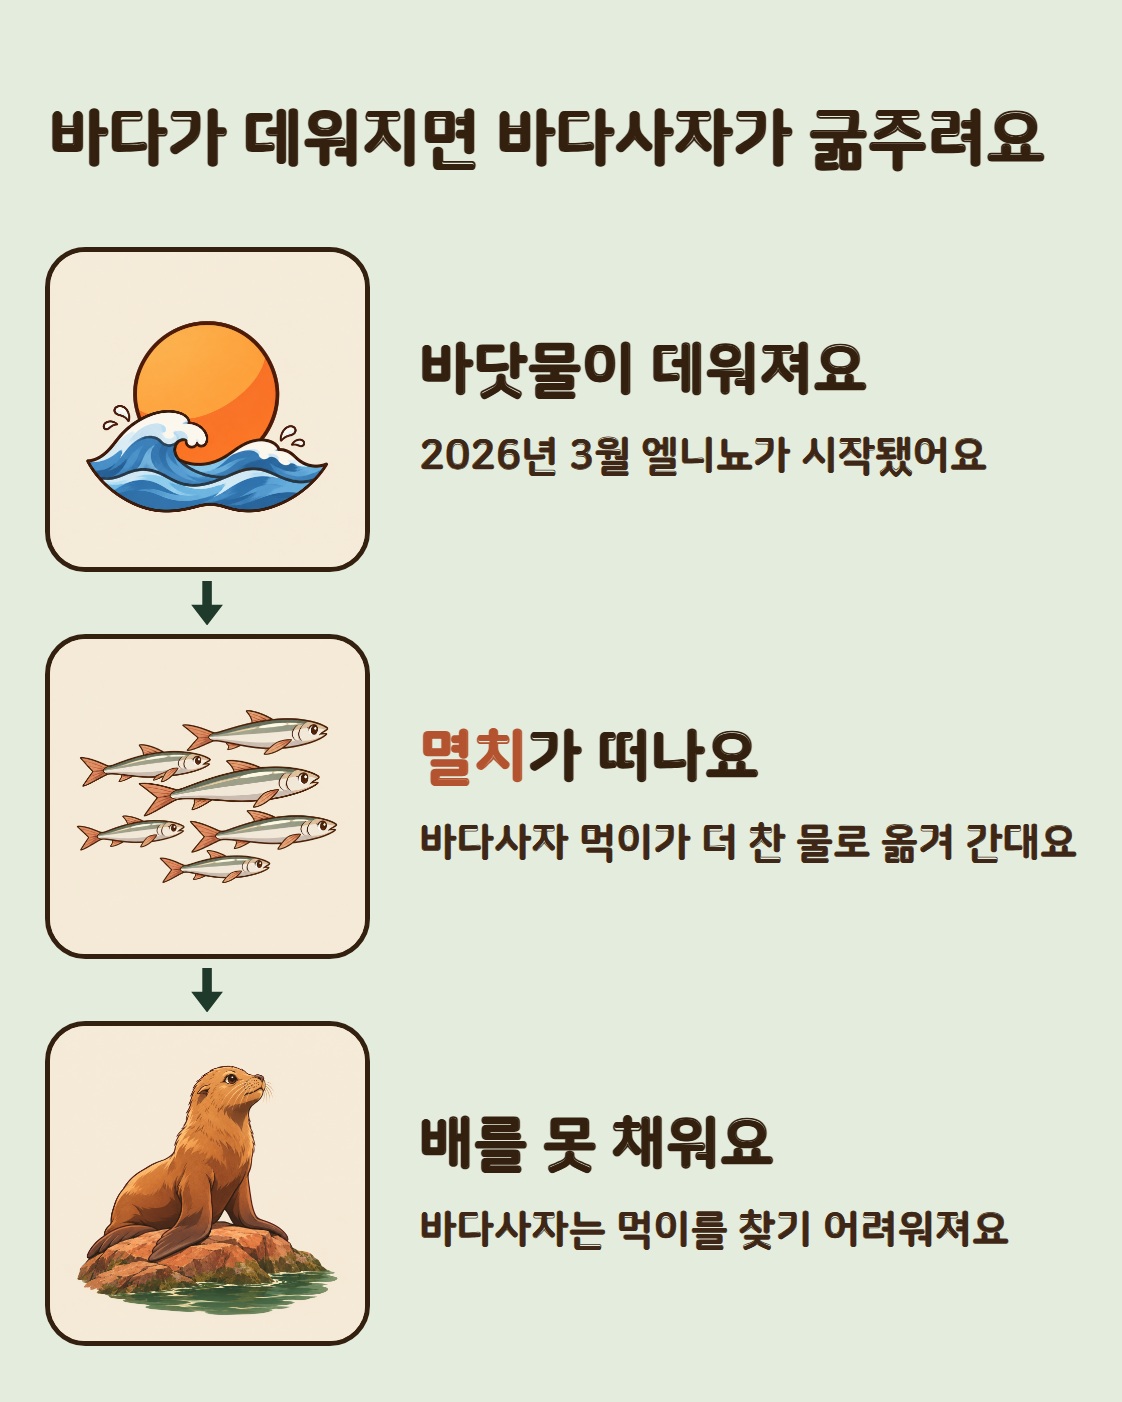 바다가 데워지면 바다사자가 굶주려요
바닷물이 데워져요
2026년 3월 엘니뇨가 시작됐어요
멸치가 떠나요
바다사자 먹이가 더 찬 물로 옮겨 간대요
배를 못 채워요
바다사자는 먹이를 찾기 어려워져요